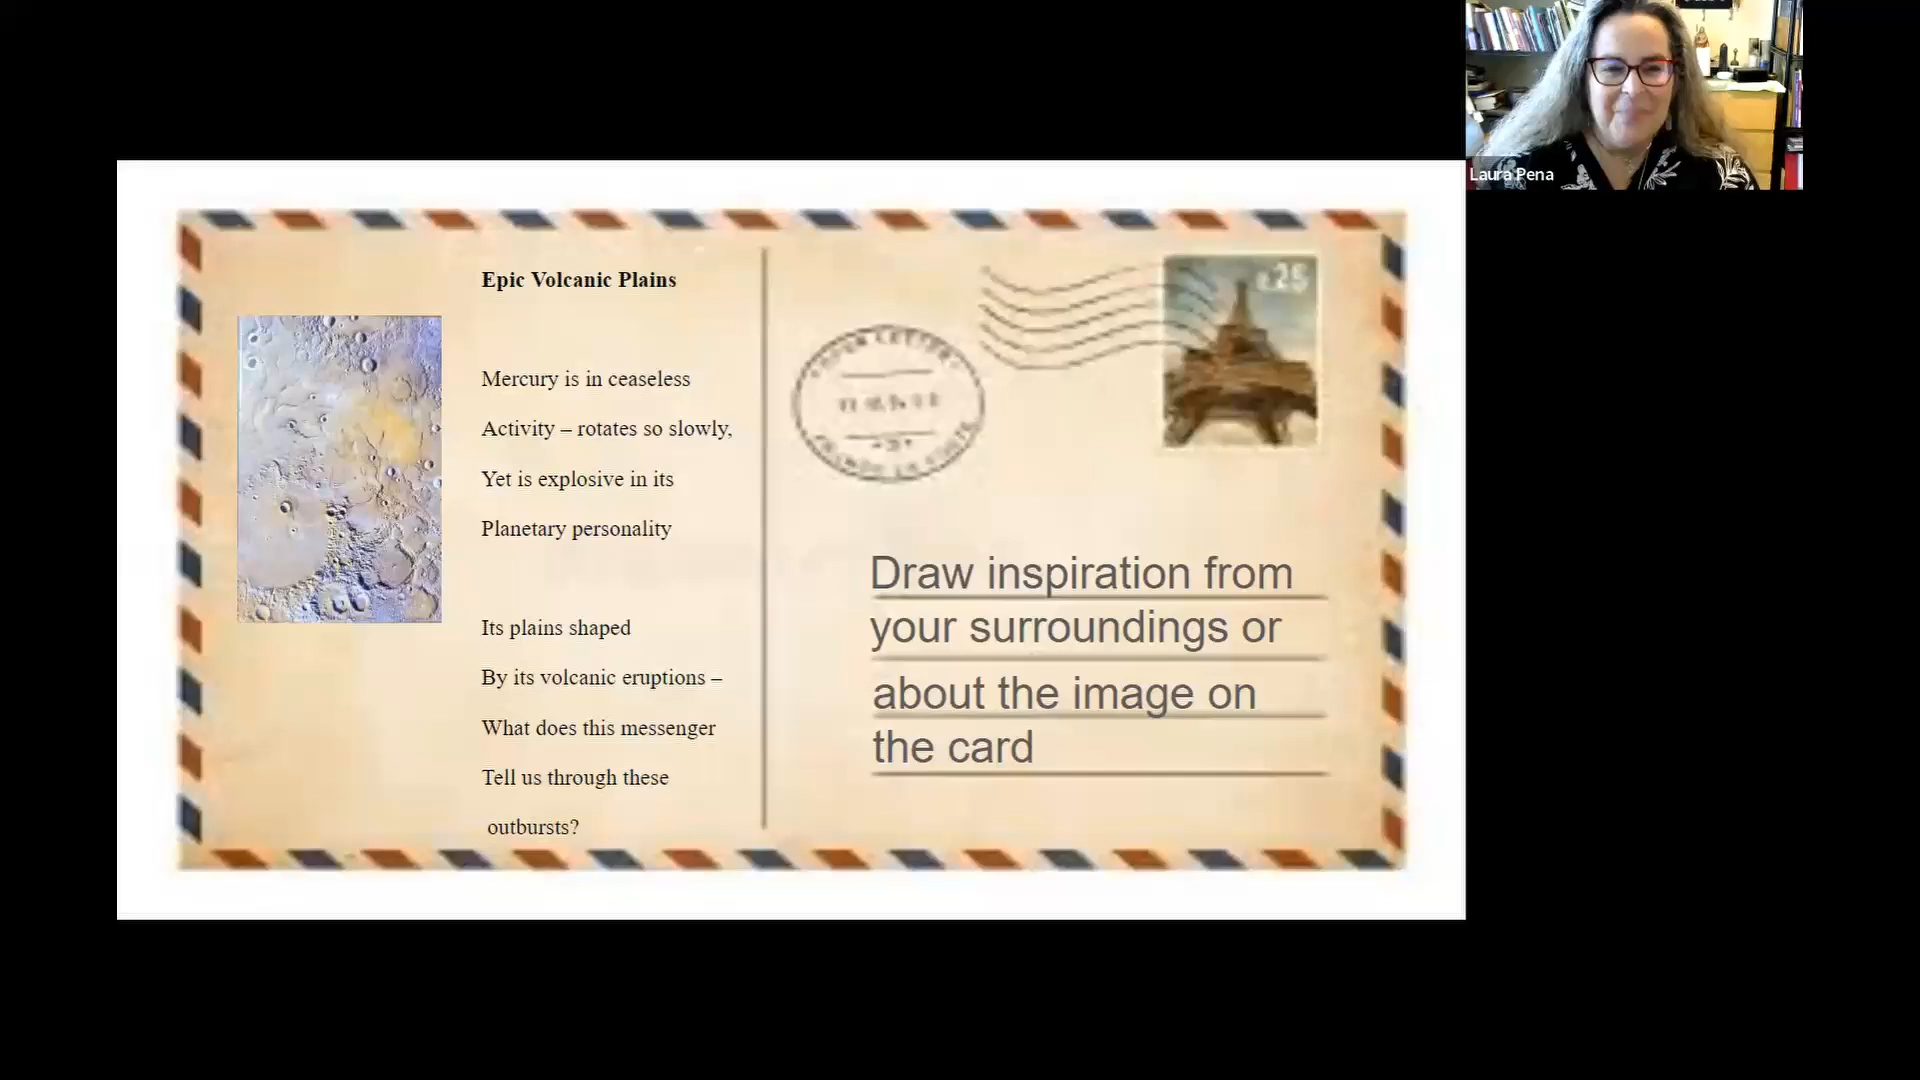 Laura Pena
Epic Volcanic Plains
Mercury is in ceaseless
Activity – rotates so slowly,
Yet is explosive in its
Planetary personality
Its plains shaped
By its volcanic eruptions –
What does this messenger
Tell us through these
outbursts?
Draw inspiration from
your surroundings or
about the image on
the card